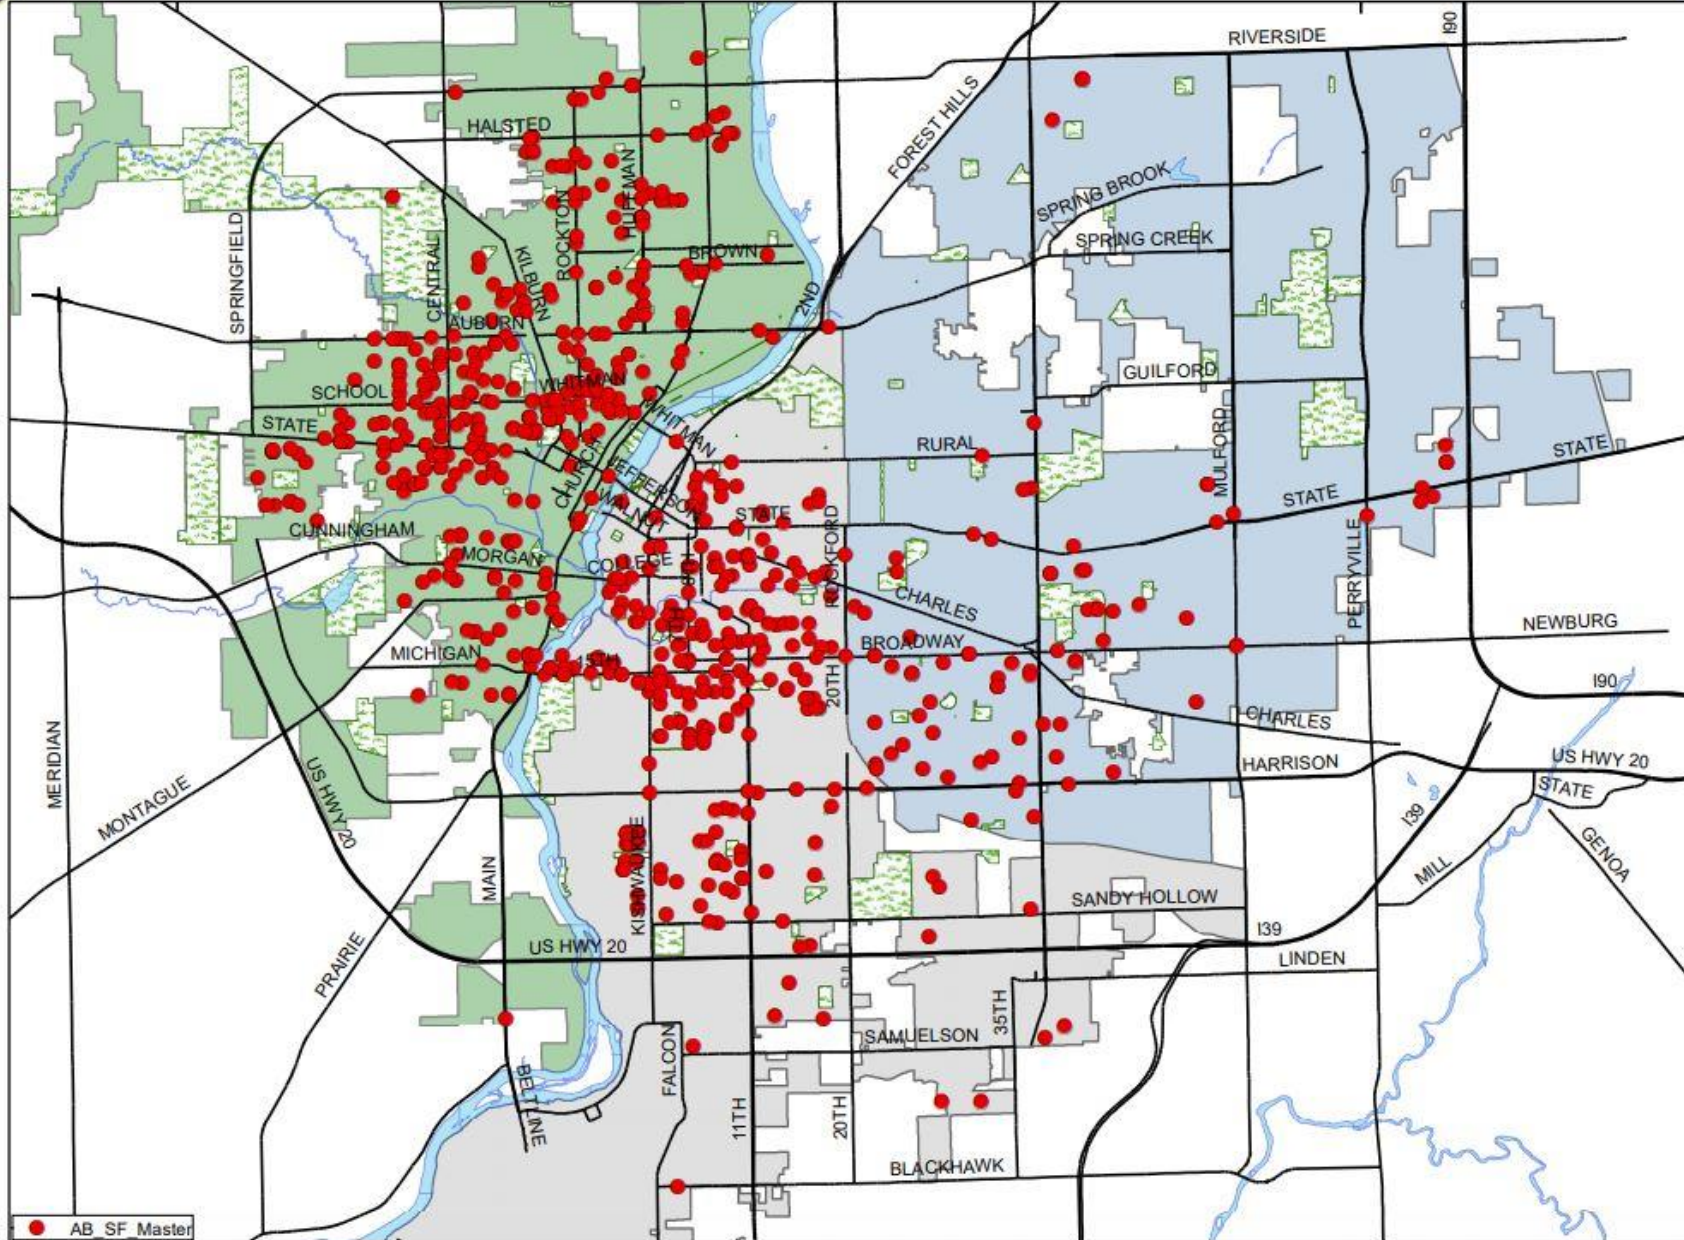 RIVERSIDE
I90
HALSTED
FOREST HILLS
HUFFMAN
ROCKTON
SPRING BROOK
SPRINGFIELD
CENTRAL
KILBURN
BROWN
SPRING CREEK
2ND
AUBURN
GUILFORD
SCHOOL
WHITMAN
WHITMAN
STATE
MULFORD
RURAL
STATE
CHURCH
JEFFERSON
WALNUT
STATE
STATE
CUNNINGHAM
ROCKFORD
PERRYVILLE
MORGAN
COLLEGE
8TH
CHARLES
7TH
NEWBURG
BROADWAY
MICHIGAN
15TH
20TH
I90
MERIDIAN
CHARLES
MONTAGUE
US HWY 20
HARRISON
US HWY 20
STATE
I39
GENOA
MAIN
KISHWAUKEE
MILL
SANDY HOLLOW
PRAIRIE
US HWY 20
I39
LINDEN
35TH
SAMUELSON
FALCON
BELTLINE
11TH
20TH
BLACKHAWK
AB_SF_Master